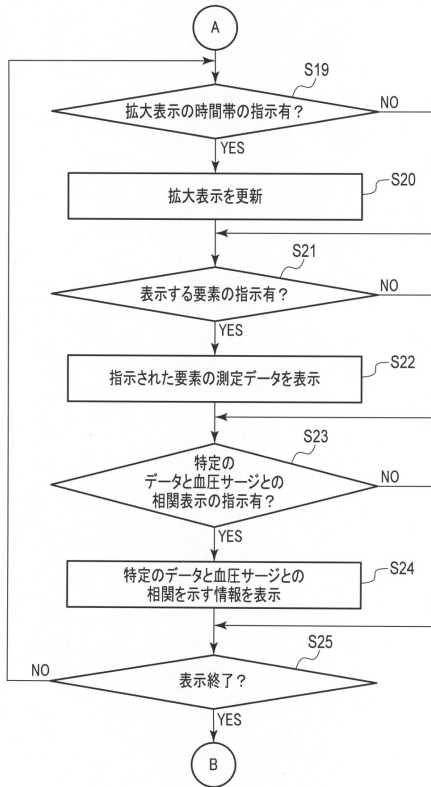 A
S19
拡大表示の時間帯の指示有？
NO
YES
S20
拡大表示を更新
S21
表示する要素の指示有？
NO
YES
S22
指示された要素の測定データを表示
S23
特定の
データと血圧サージとの
相関表示の指示有？
NO
YES
S24
特定のデータと血圧サージとの
相関を示す情報を表示
S25
NO
表示終了？
YES
B